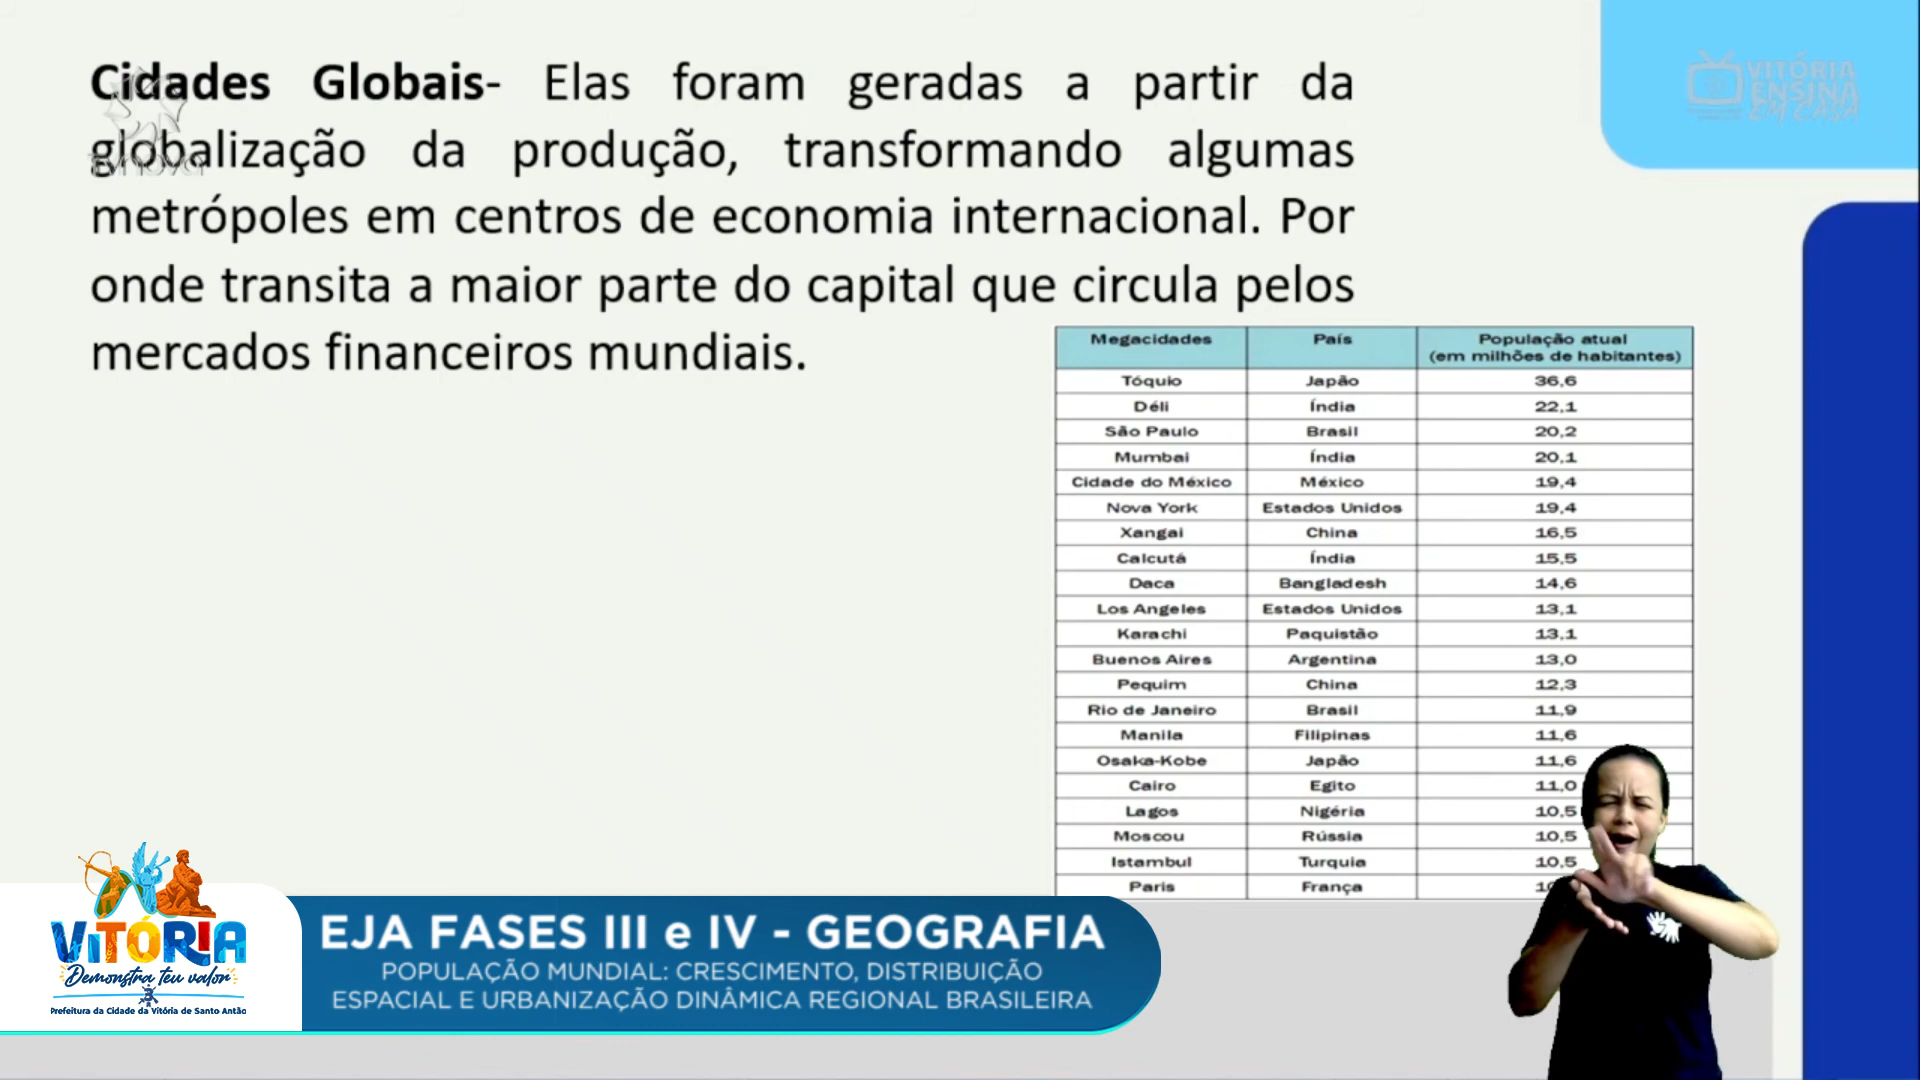 Cidades Globais- Elas foram geradas a partir da
globalização da produção, transformando algumas
metrópoles em centros de economia internacional. Por
onde transita a maior parte do capital que circula pelos
mercados financeiros mundiais.
VITÓRIA
ENSINA
EM CASA
Megacidades País População atual
(em milhões de habitantes)
Tóquio Japão 36,6
Déli Índia 22,1
São Paulo Brasil 20,2
Mumbai Índia 20,1
Cidade do México México 19,4
Nova York Estados Unidos 19,4
Xangai China 16,5
Calcutá Índia 15,5
Daca Bangladesh 14,6
Los Angeles Estados Unidos 13,1
Karachi Paquistão 13,1
Buenos Aires Argentina 13,0
Pequim China 12,3
Rio de Janeiro Brasil 11,9
Manila Filipinas 11,6
Osaka-Kobe Japão 11,6
Cairo Egito 11,0
Lagos Nigéria 10,5
Moscou Rússia 10,5
Istambul Turquia 10,5
Paris França
VITÓRIA
Demonstra teu valor
Prefeitura da Cidade da Vitória de Santo Antão
EJA FASES III e IV - GEOGRAFIA
POPULAÇÃO MUNDIAL: CRESCIMENTO, DISTRIBUIÇÃO
ESPACIAL E URBANIZAÇÃO DINÂMICA REGIONAL BRASILEIRA